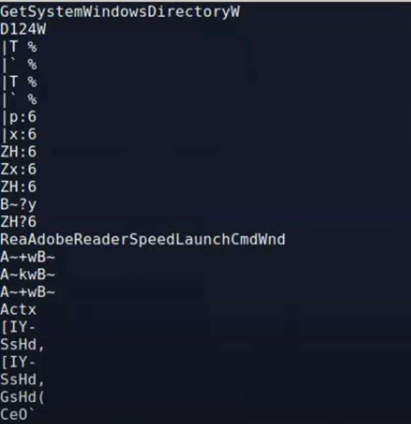 GetSystemWindowsDirectoryW
D124W
|T %
|` %
|T %
|` %
|p:6
|x:6
ZH:6
Zx:6
ZH:6
B~?y
ZH?6
ReaAdobeReaderSpeedLaunchCmdWnd
A~+wB~
A~kwB~
A~+wB~
Actx
[IY-
SsHd,
[IY-
SsHd,
GsHd(
CeO`